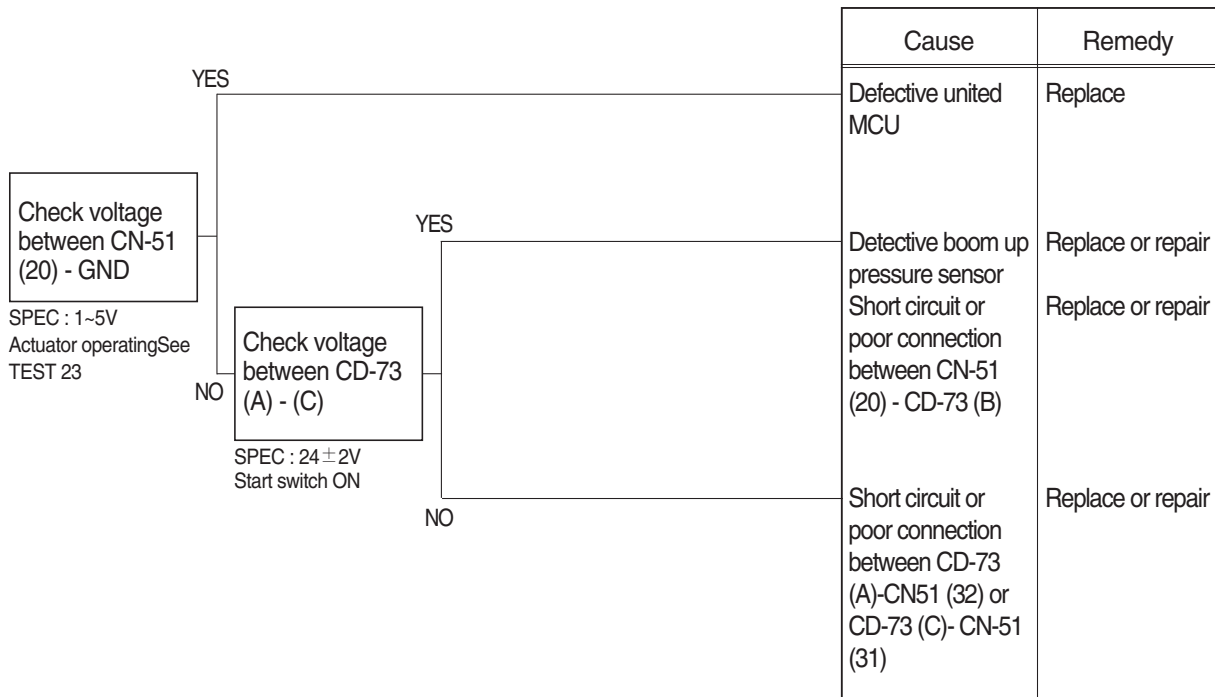 Cause Remedy
YES
Defective united Replace
MCU
Check voltage
between CN-51
(20) - GND
SPEC : 1~5V
Actuator operatingSee
TEST 23
NO
YES
Detective boom up Replace or repair
pressure sensor
Short circuit or Replace or repair
poor connection
between CN-51
(20) - CD-73 (B)
Check voltage
between CD-73
(A) - (C)
SPEC : 24±2V
Start switch ON
NO
Short circuit or Replace or repair
poor connection
between CD-73
(A)-CN51 (32) or
CD-73 (C)- CN-51
(31)